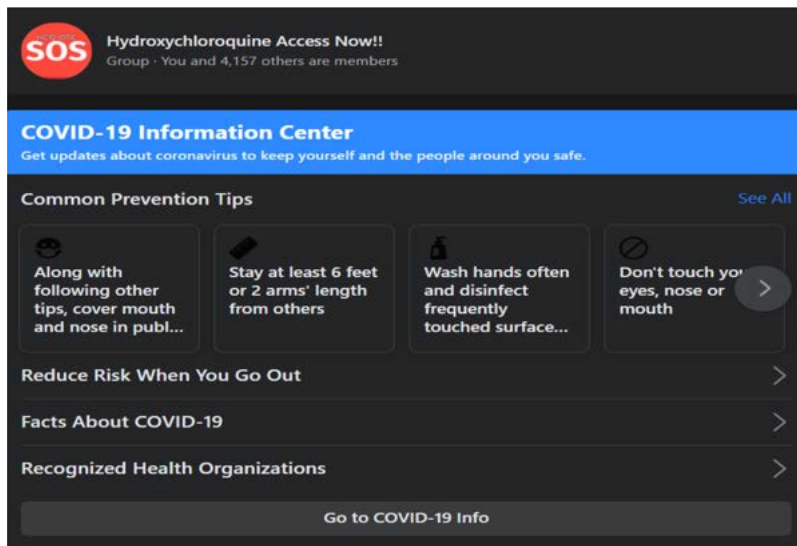 SOS
Hydroxychloroquine Access Now!!
Group · You and 4,157 others are members
COVID-19 Information Center
Get updates about coronavirus to keep yourself and the people around you safe.
Common Prevention Tips
See All
Along with
following other
tips, cover mouth
and nose in publ...
Stay at least 6 feet
or 2 arms' length
from others
Wash hands often
and disinfect
frequently
touched surface...
Don't touch you
eyes, nose or
mouth
Reduce Risk When You Go Out
Facts About COVID-19
Recognized Health Organizations
Go to COVID-19 Info